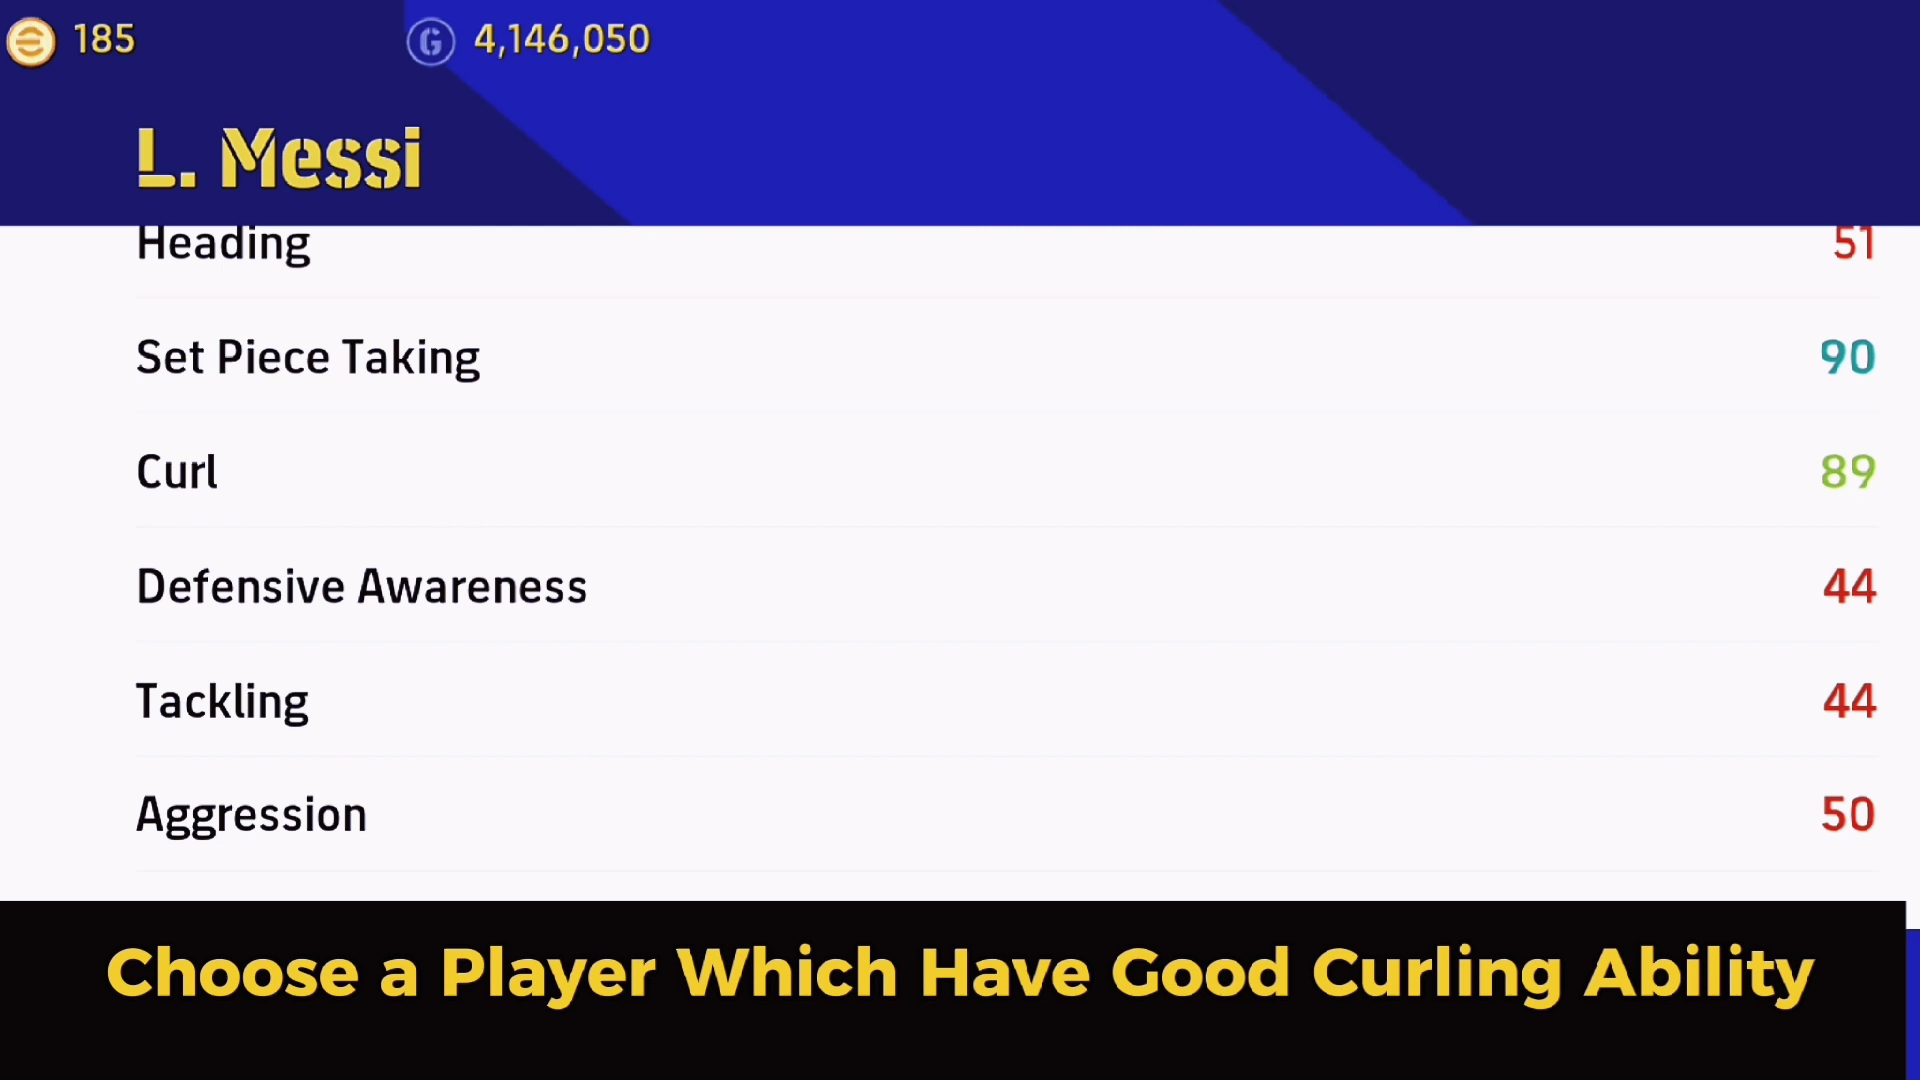 185 4,146,050
L. Messi
Heading 51
Set Piece Taking 90
Curl 89
Defensive Awareness 44
Tackling 44
Aggression 50
Choose a Player Which Have Good Curling Ability